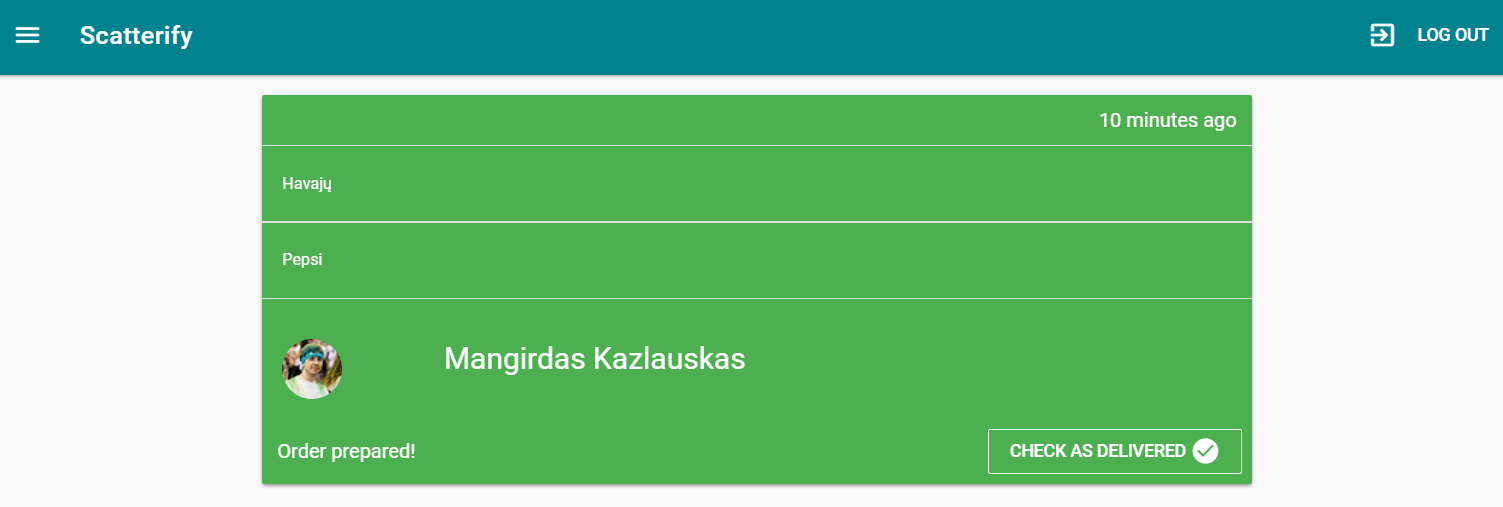 Scatterify
LOG OUT
10 minutes ago
Havajų
Pepsi
Mangirdas Kazlauskas
Order prepared!
CHECK AS DELIVERED